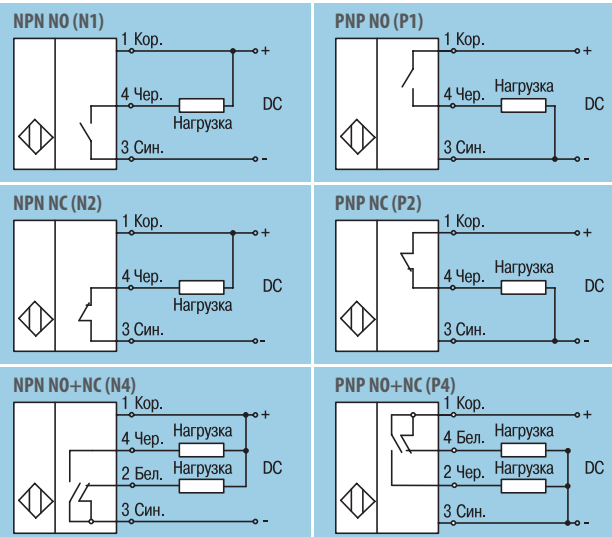 NPN NO (N1)
1 Кор.
+
4 Чер.
Нагрузка
DC
3 Син.
-
PNP NO (P1)
1 Кор.
+
4 Чер.
Нагрузка
DC
3 Син.
-
NPN NC (N2)
1 Кор.
+
4 Чер.
Нагрузка
DC
3 Син.
-
PNP NC (P2)
1 Кор.
+
4 Чер.
Нагрузка
DC
3 Син.
-
NPN NO+NC (N4)
1 Кор.
+
4 Чер.
Нагрузка
2 Бел.
Нагрузка
DC
3 Син.
-
PNP NO+NC (P4)
1 Кор.
+
4 Бел.
Нагрузка
2 Чер.
Нагрузка
DC
3 Син.
-